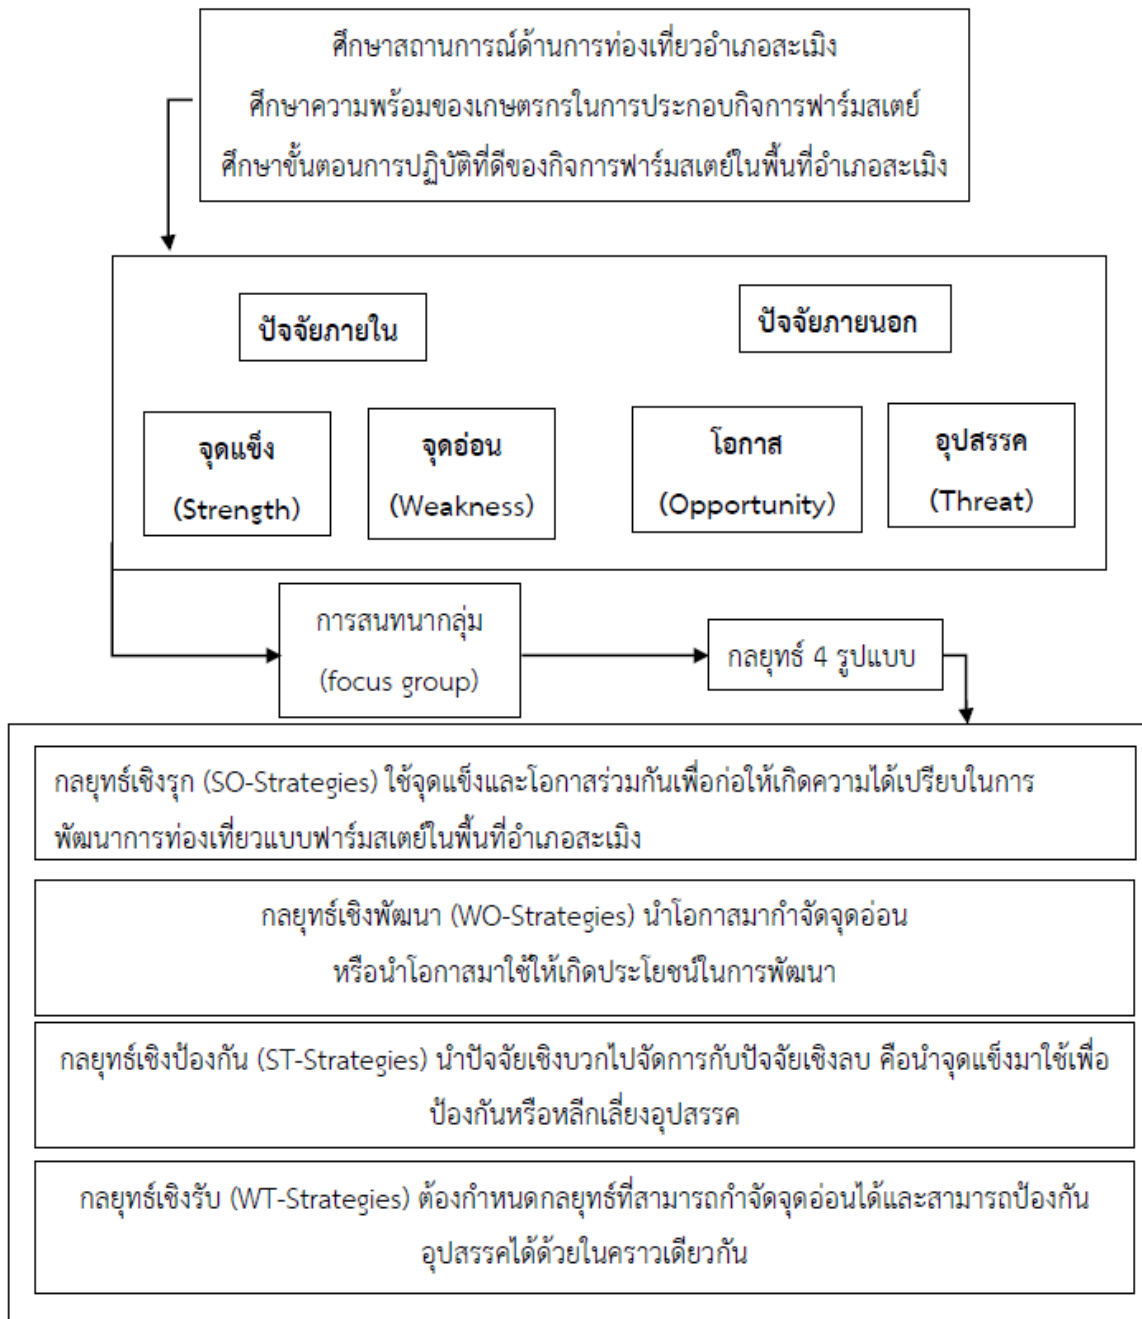 ศึกษาสถานการณ์ด้านการท่องเที่ยวอำเภอสะเมิง
ศึกษาความพร้อมของเกษตรกรในการประกอบกิจการฟาร์มสเตย์
ศึกษาขั้นตอนการปฏิบัติที่ดีของกิจการฟาร์มสเตย์ในพื้นที่อำเภอสะเมิง
ปัจจัยภายใน
ปัจจัยภายนอก
จุดแข็ง
(Strength)
จุดอ่อน
(Weakness)
โอกาส
(Opportunity)
อุปสรรค
(Threat)
การสนทนากลุ่ม
(focus group)
กลยุทธ์ 4 รูปแบบ
กลยุทธ์เชิงรุก (SO-Strategies) ใช้จุดแข็งและโอกาสร่วมกันเพื่อก่อให้เกิดความได้เปรียบในการ
พัฒนาการท่องเที่ยวแบบฟาร์มสเตย์ในพื้นที่อำเภอสะเมิง
กลยุทธ์เชิงพัฒนา (WO-Strategies) นำโอกาสมากำจัดจุดอ่อน
หรือนำโอกาสมาใช้ให้เกิดประโยชน์ในการพัฒนา
กลยุทธ์เชิงป้องกัน (ST-Strategies) นำปัจจัยเชิงบวกไปจัดการกับปัจจัยเชิงลบ คือนำจุดแข็งมาใช้เพื่อ
ป้องกันหรือหลีกเลี่ยงอุปสรรค
กลยุทธ์เชิงรับ (WT-Strategies) ต้องกำหนดกลยุทธ์ที่สามารถกำจัดจุดอ่อนได้และสามารถป้องกัน
อุปสรรคได้ด้วยในคราวเดียวกัน